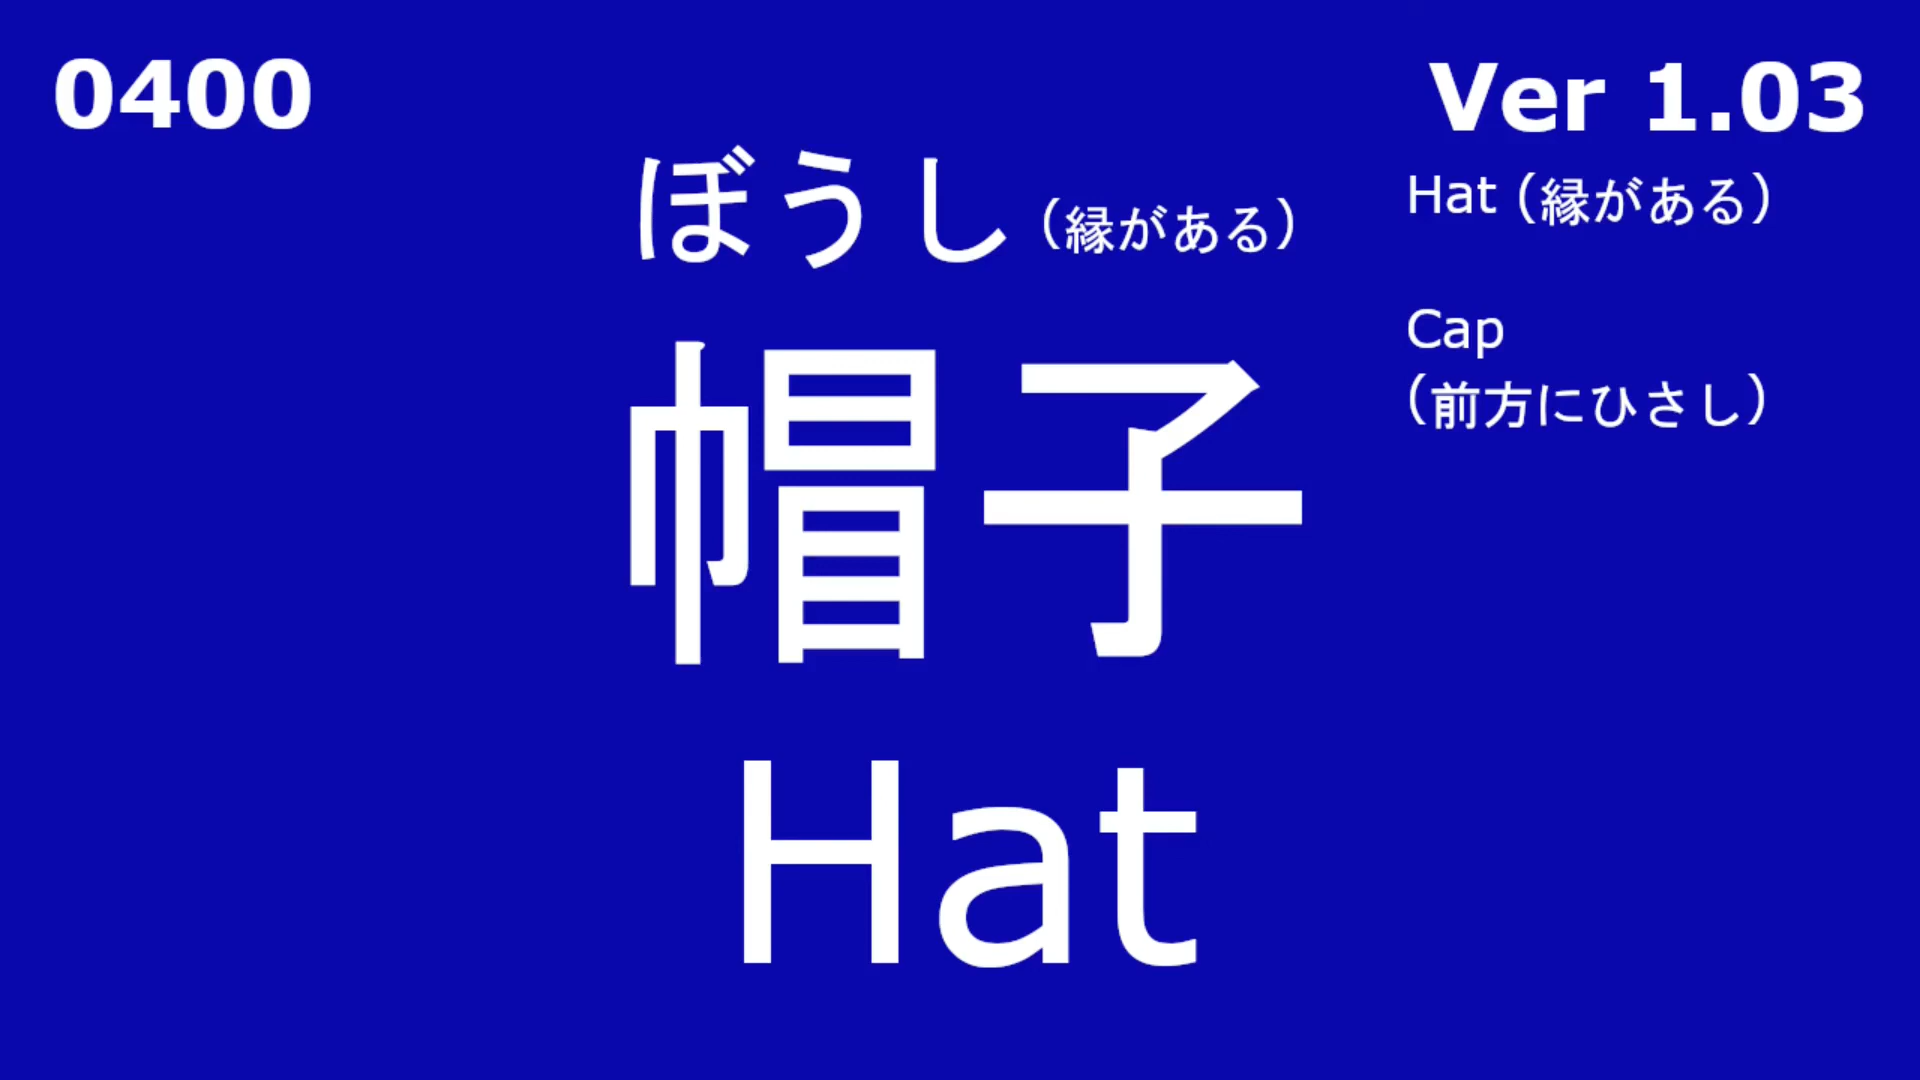 0400
Ver 1.03
ぼうし（縁がある）
帽子
Hat
Hat（縁がある）
Cap
（前方にひさし）